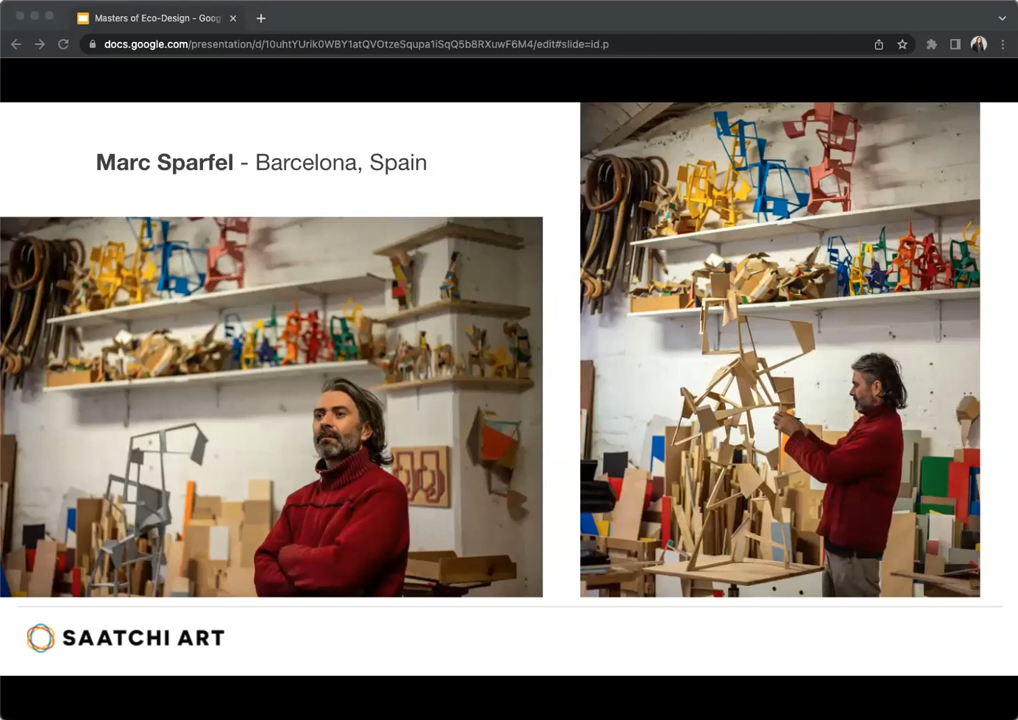 Masters of Eco-Design - Goog
docs.google.com/presentation/d/10uhtYUrik0WBY1atQVOtzeSqupa1iSqQ5b8RXuwF6M4/edit#slide=id.p
Marc Sparfel - Barcelona, Spain
SAATCHI ART